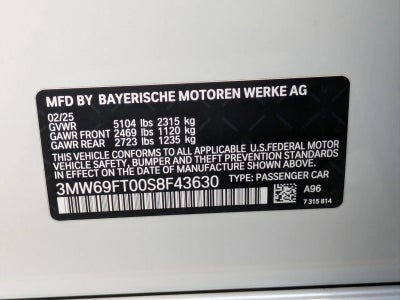 MFD BY BAYERISCHE MOTOREN WERKE AG
02/25
GVWR 5104 lbs 2315 kg
GAWR FRONT 2469 lbs 1120 kg
GAWR REAR 2723 lbs 1235 kg
THIS VEHICLE CONFORMS TO ALL APPLICABLE U.S.FEDERAL MOTOR
VEHICLE SAFETY, BUMPER AND THEFT PREVENTION STANDARDS IN
EFFECT ON THE DATE OF MANUFACTURE SHOWN ABOVE.
3MW69FT00S8F43630 TYPE: PASSENGER CAR
A96
7 315 814